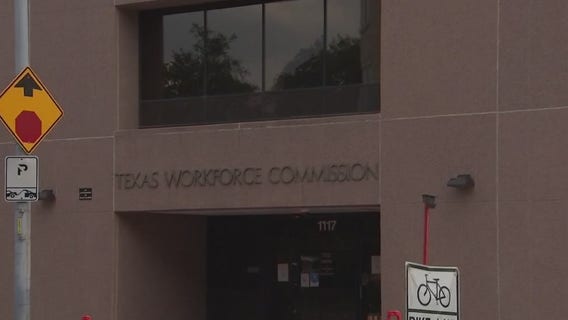 TEXAS WORKFORCE COMMISSION
1117
P